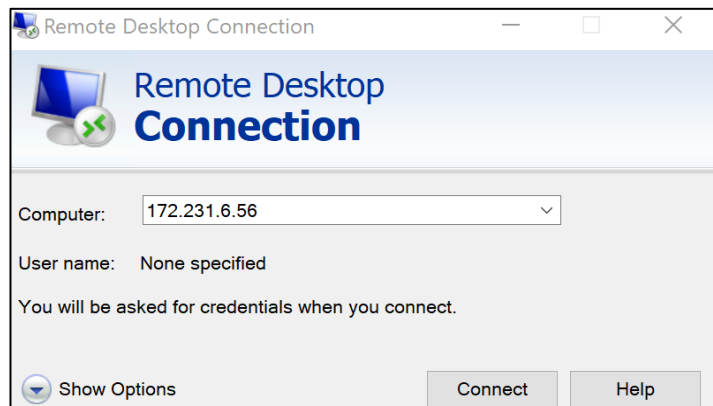 Remote Desktop Connection
Remote Desktop
Connection
Computer: 172.231.6.56
User name: None specified
You will be asked for credentials when you connect.
Show Options Connect Help